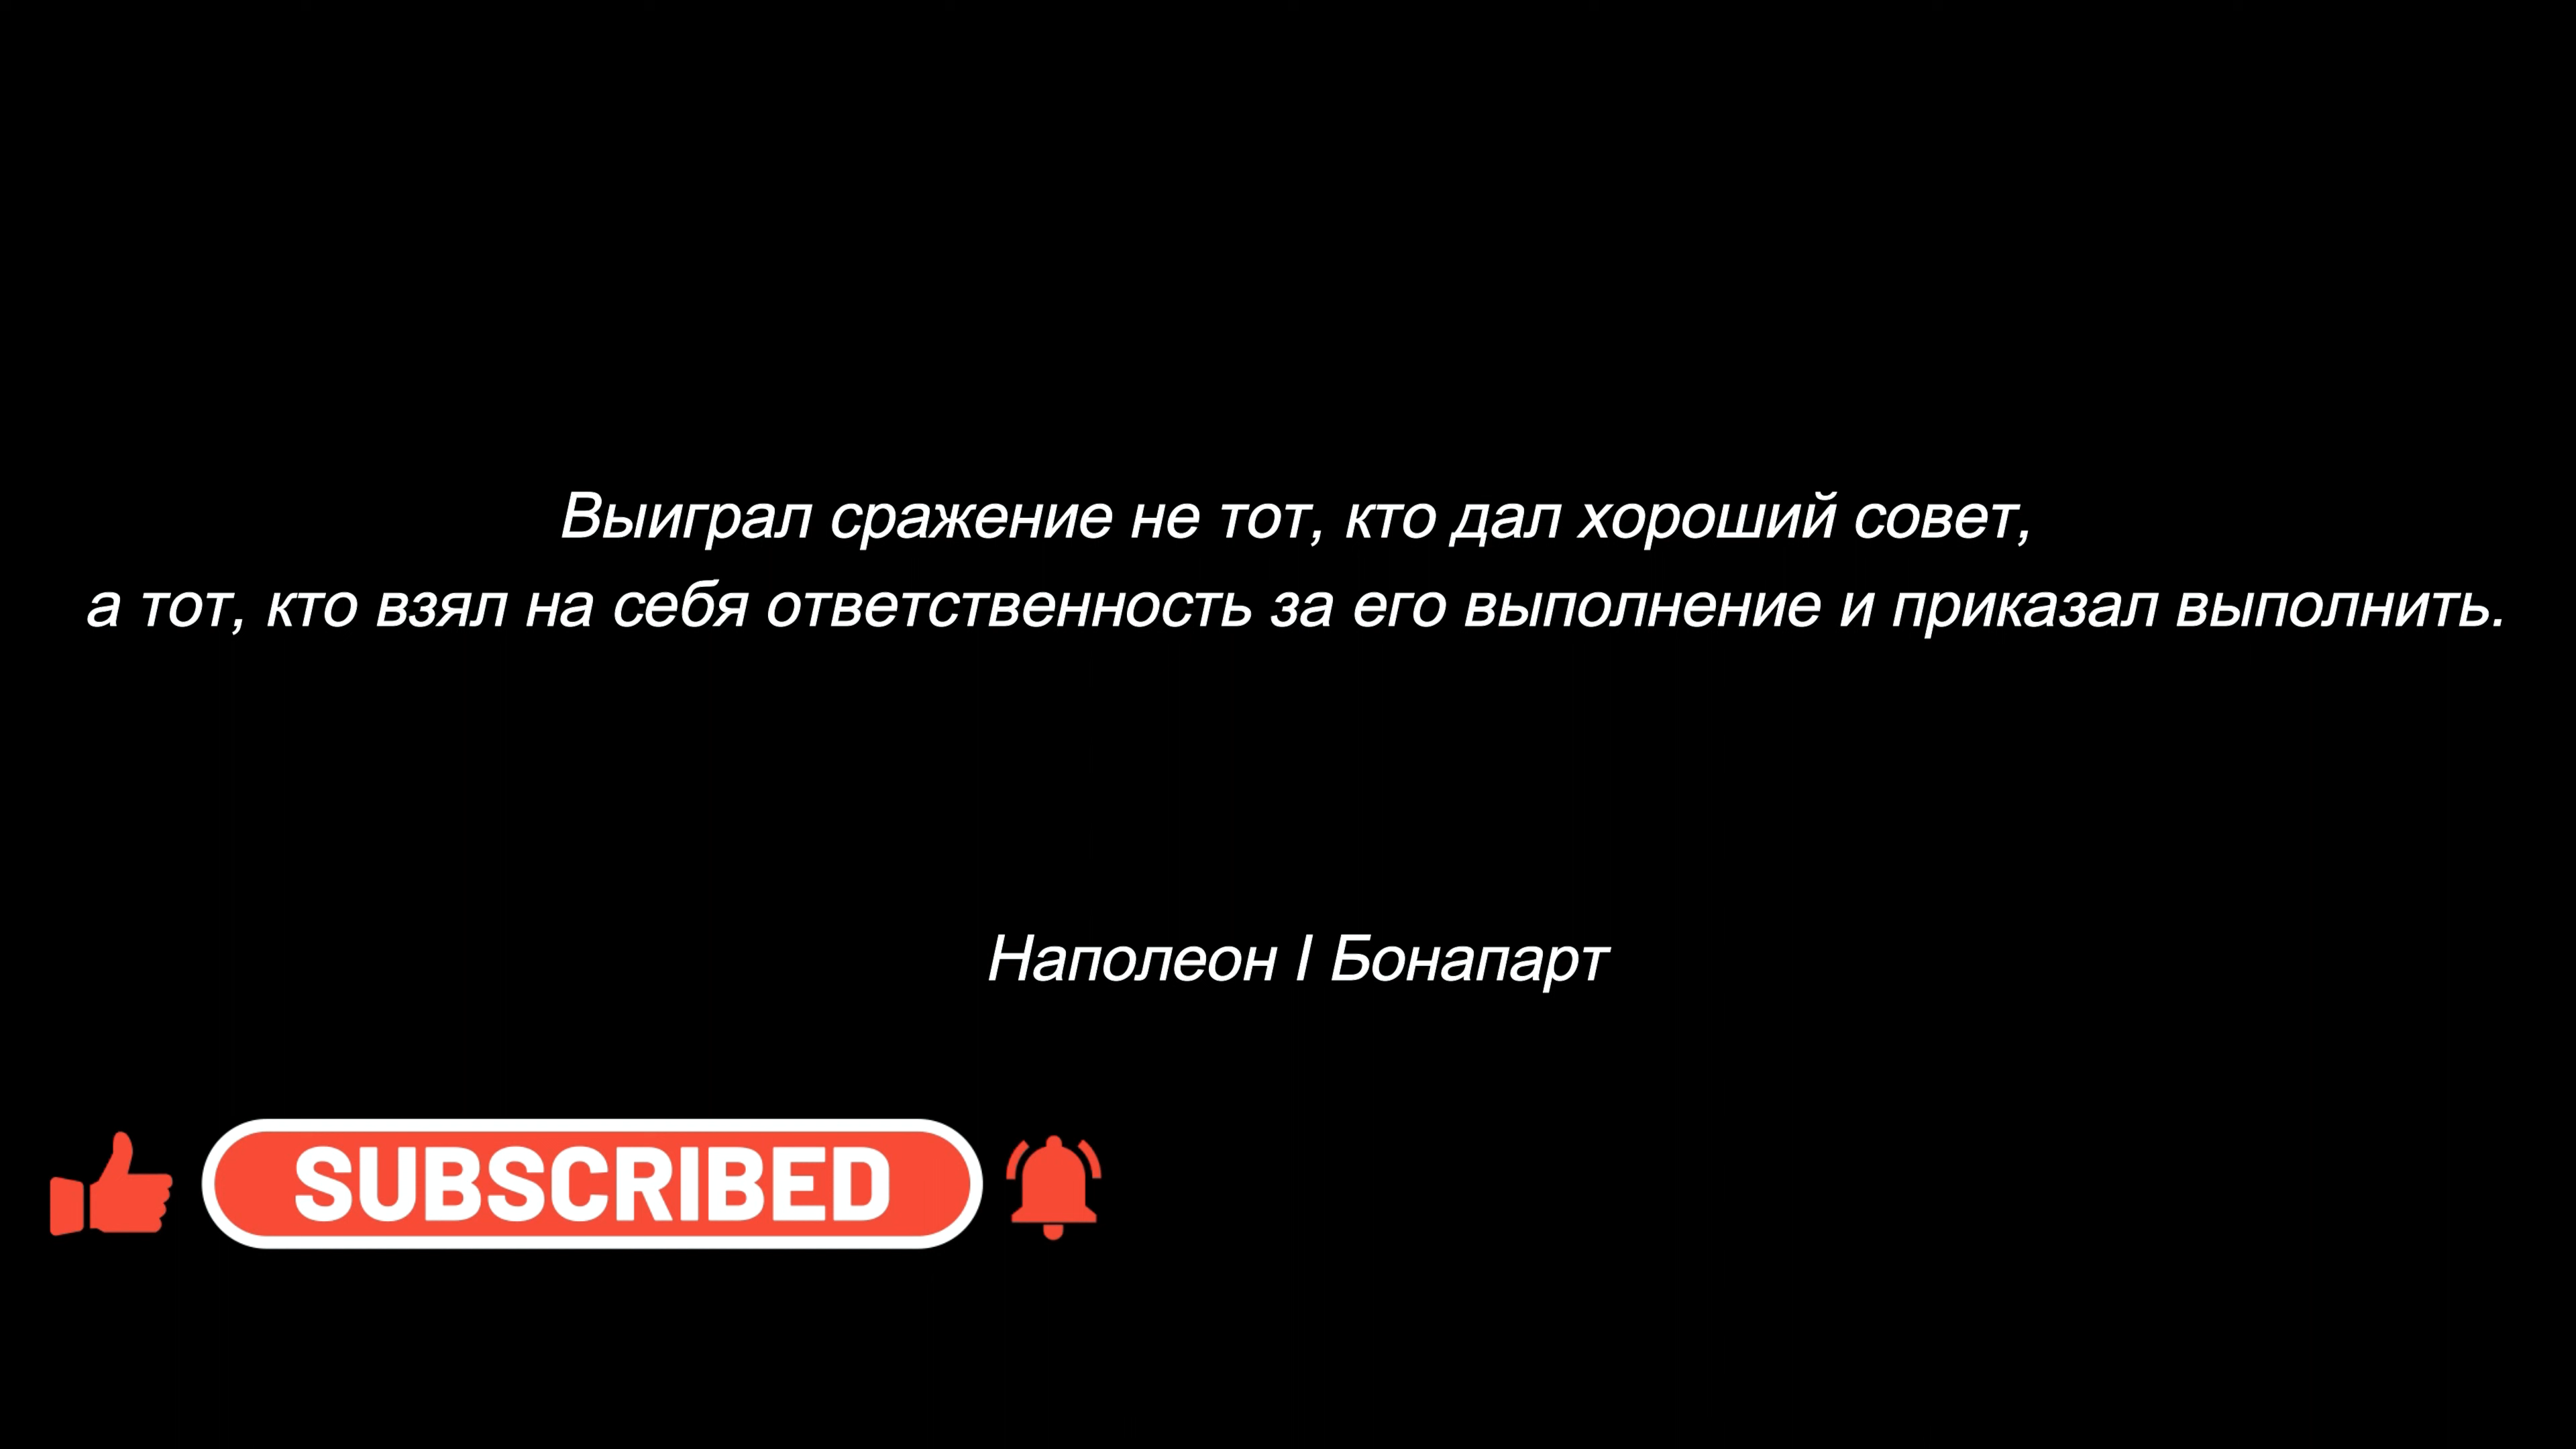 Выиграл сражение не тот, кто дал хороший совет,
а тот, кто взял на себя ответственность за его выполнение и приказал выполнить.
Наполеон I Бонапарт
SUBSCRIBED